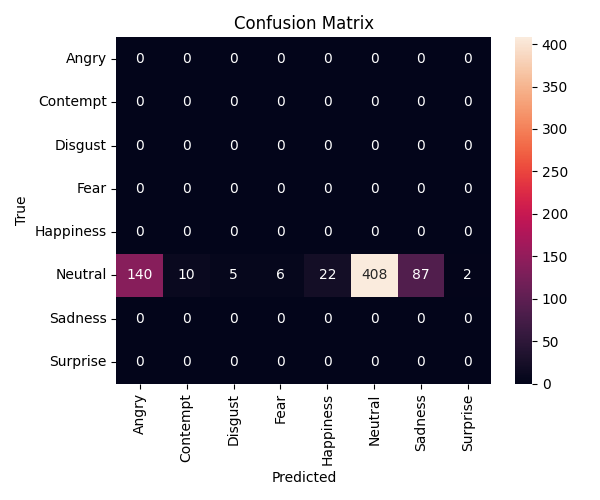 Confusion Matrix
Angry 0 0 0 0 0 0 0 0
Contempt 0 0 0 0 0 0 0 0
Disgust 0 0 0 0 0 0 0 0
Fear 0 0 0 0 0 0 0 0
Happiness 0 0 0 0 0 0 0 0
Neutral 140 10 5 6 22 408 87 2
Sadness 0 0 0 0 0 0 0 0
Surprise 0 0 0 0 0 0 0 0
Angry Contempt Disgust Fear Happiness Neutral Sadness Surprise
Predicted
True
400
350
300
250
200
150
100
50
0